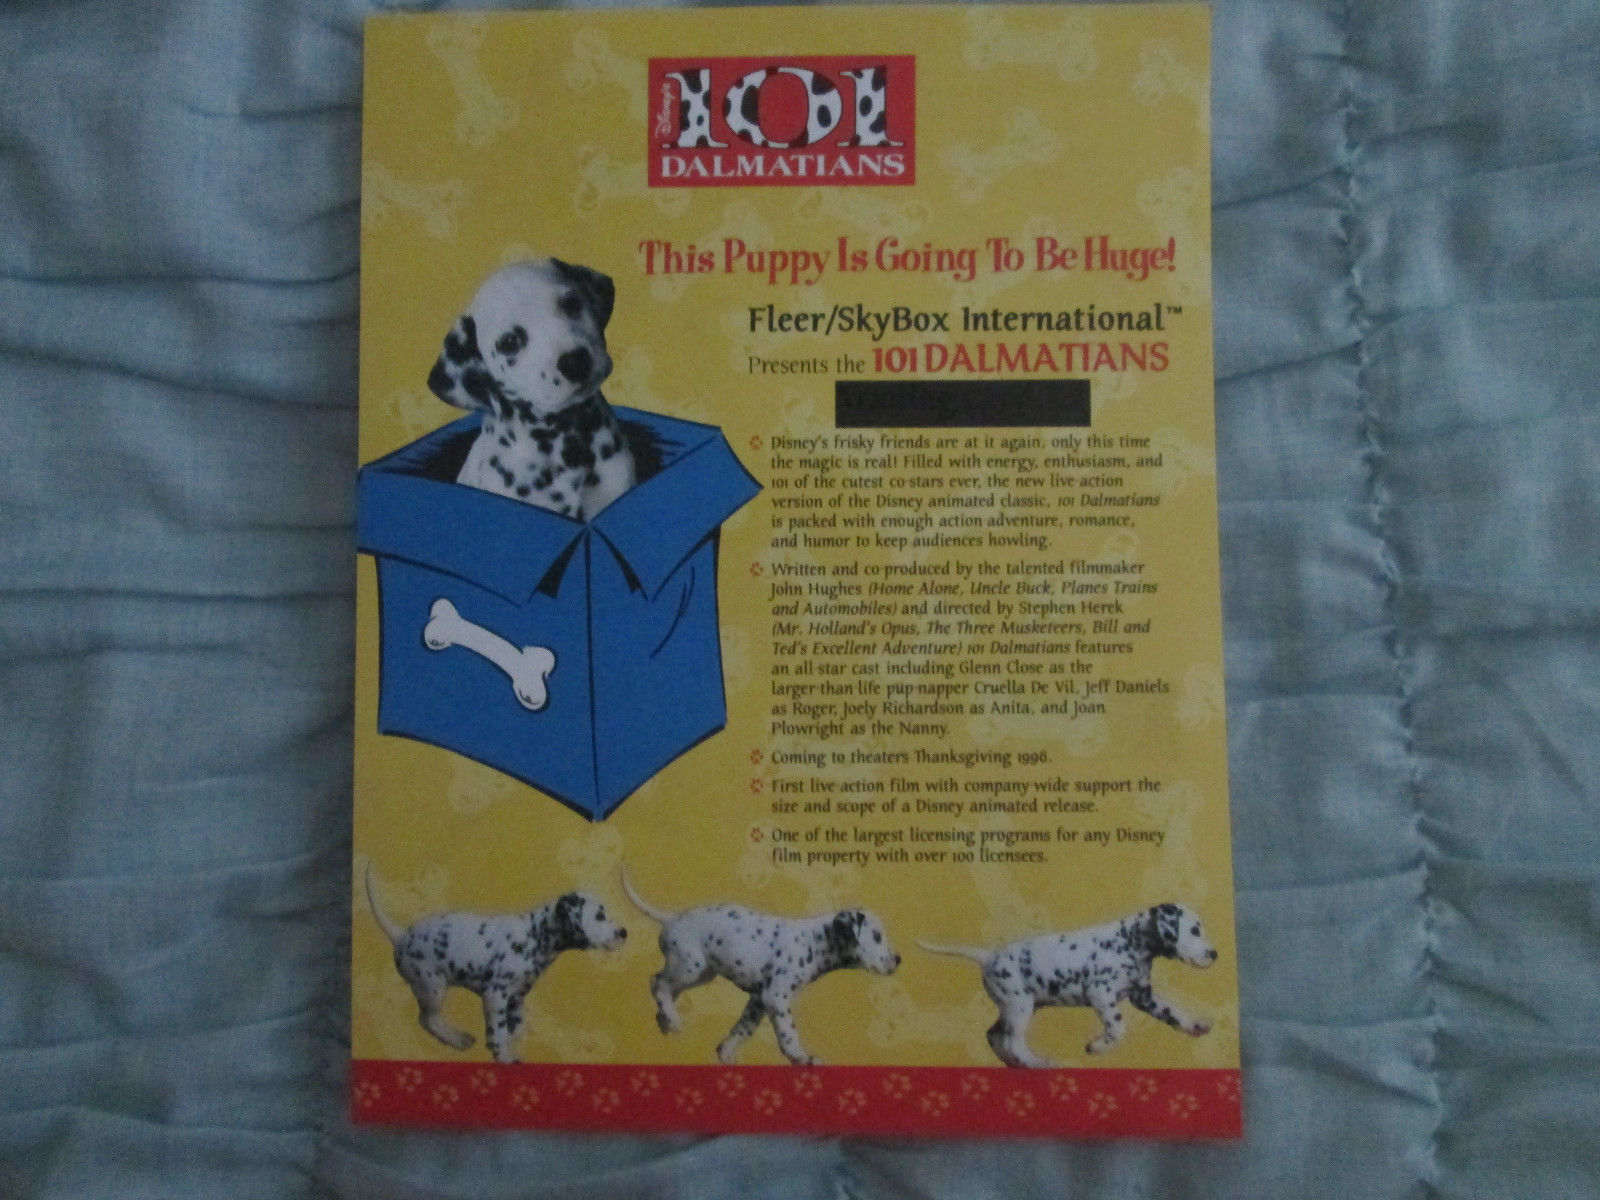 Disney's
101
DALMATIANS
This Puppy Is Going To Be Huge!
Fleer/SkyBox International™
Presents the 101 DALMATIANS
Disney's frisky friends are at it again, only this time
the magic is real! Filled with energy, enthusiasm, and
101 of the cutest co-stars ever, the new live action
version of the Disney animated classic, 101 Dalmatians
is packed with enough action adventure, romance,
and humor to keep audiences howling.
Written and co-produced by the talented filmmaker
John Hughes (Home Alone, Uncle Buck, Planes Trains
and Automobiles) and directed by Stephen Herek
(Mr. Holland's Opus, The Three Musketeers, Bill and
Ted's Excellent Adventure) 101 Dalmatians features
an all-star cast including Glenn Close as the
larger-than-life pup-napper Cruella De Vil, Jeff Daniels
as Roger, Joely Richardson as Anita, and Joan
Plowright as the Nanny.
Coming to theaters Thanksgiving 1996.
First live action film with company wide support the
size and scope of a Disney animated release.
One of the largest licensing programs for any Disney
film property with over 100 licensees.